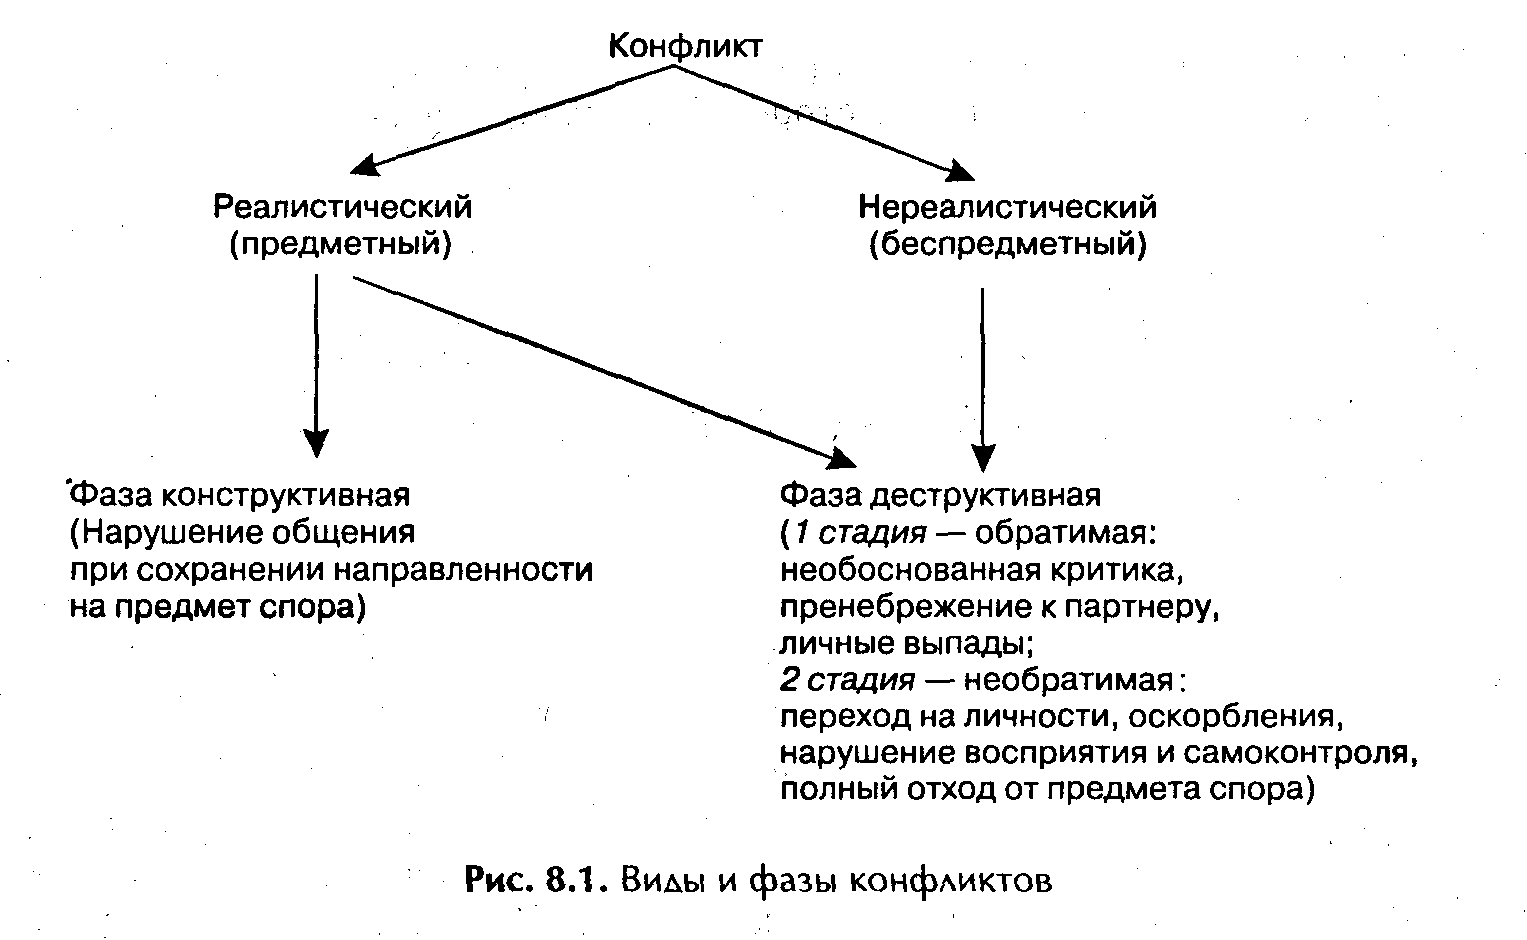 Конфликт
Реалистический
(предметный)
Нереалистический
(беспредметный)
Фаза конструктивная
(Нарушение общения
при сохранении направленности
на предмет спора)
Фаза деструктивная
(1 стадия — обратимая:
необоснованная критика,
пренебрежение к партнеру,
личные выпады;
2 стадия — необратимая:
переход на личности, оскорбления,
нарушение восприятия и самоконтроля,
полный отход от предмета спора)
Рис. 8.1. Виды и фазы конфликтов